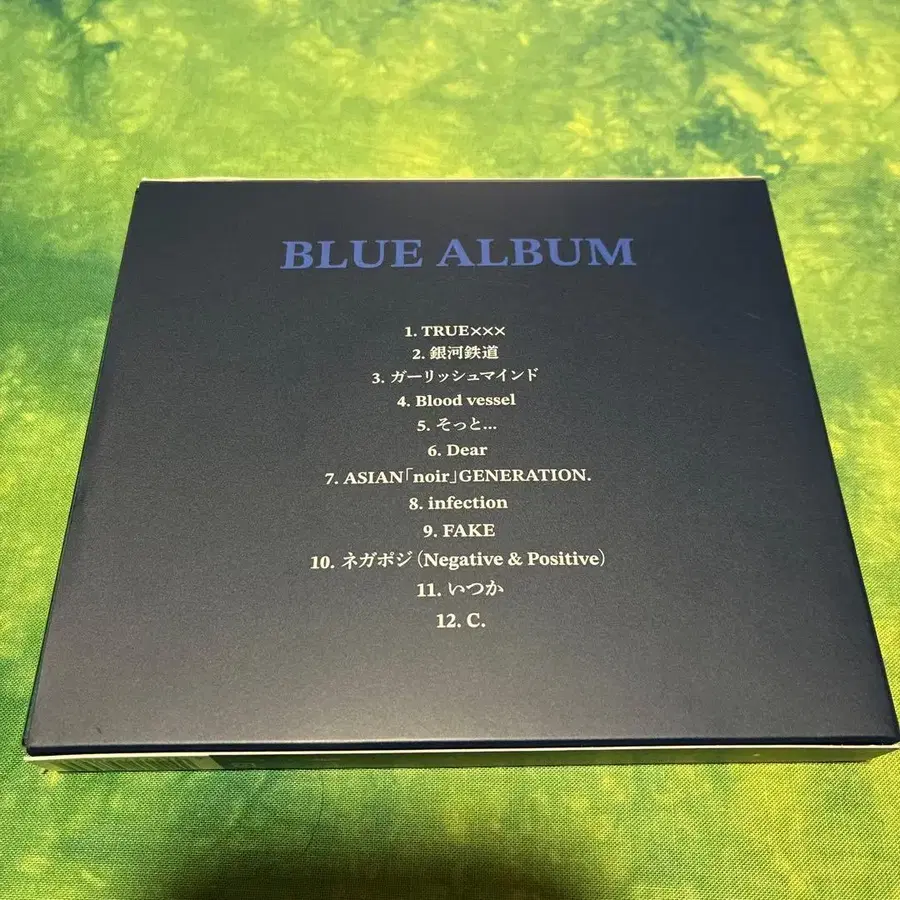 BLUE ALBUM
1. TRUE×××
2. 銀河鉄道
3. ガーリッシュマインド
4. Blood vessel
5. そっと...
6. Dear
7. ASIAN「noir」GENERATION.
8. infection
9. FAKE
10. ネガポジ（Negative & Positive）
11. いつか
12. C.